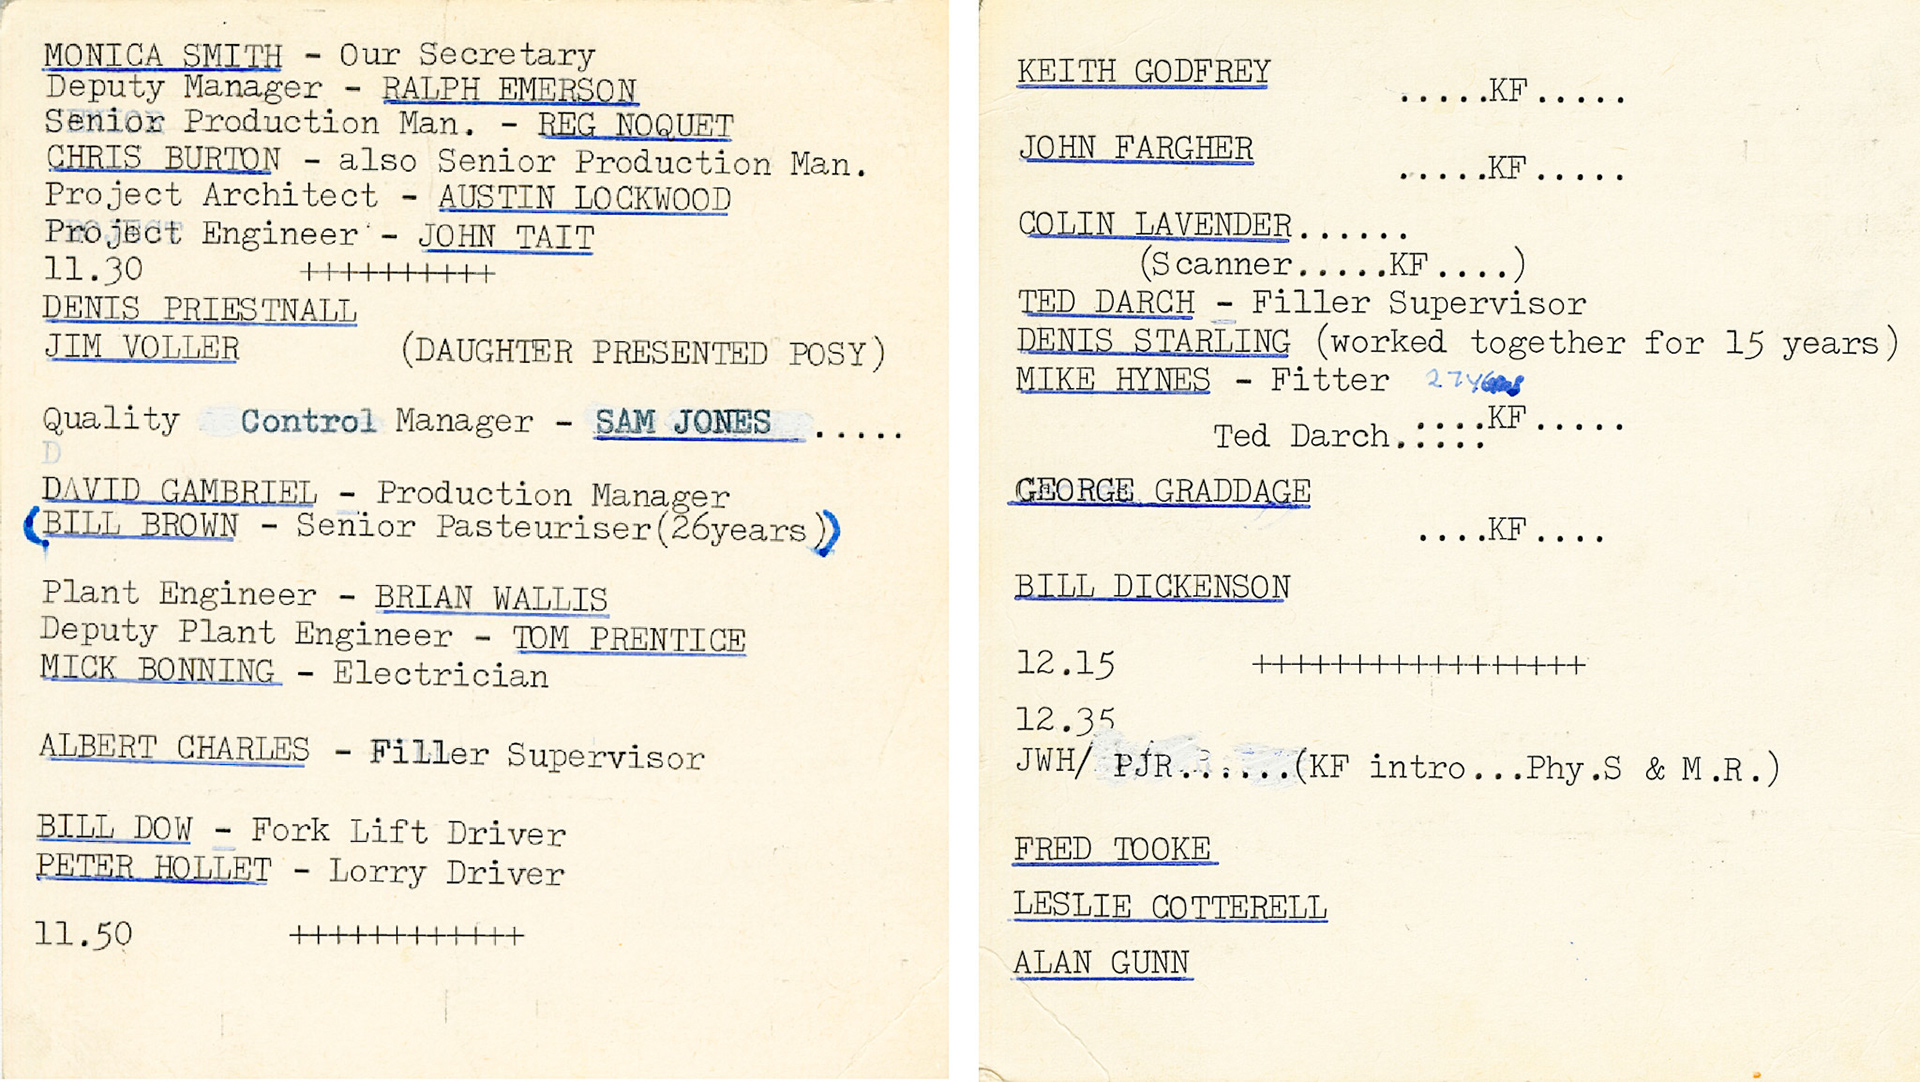 MONICA SMITH - Our Secretary
Deputy Manager - RALPH EMERSON
Senior Production Man. - REG NOQUET
CHRIS BURTON - also Senior Production Man.
Project Architect - AUSTIN LOCKWOOD
Project Engineer - JOHN TAIT
11.30 ++++++++++
DENIS PRIESTNALL
JIM VOLLER (DAUGHTER PRESENTED POSY)
Quality Control Manager - SAM JONES .....
D
DAVID GAMBRIEL - Production Manager
(BILL BROWN - Senior Pasteuriser(26years))
Plant Engineer - BRIAN WALLIS
Deputy Plant Engineer - TOM PRENTICE
MICK BONNING - Electrician
ALBERT CHARLES - Filler Supervisor
BILL DOW - Fork Lift Driver
PETER HOLLET - Lorry Driver
11.50 ++++++++++++
KEITH GODFREY
.....KF.....
JOHN FARGHER
.....KF.....
COLIN LAVENDER......
(Scanner.....KF....)
TED DARCH - Filler Supervisor
DENIS STARLING (worked together for 15 years)
MIKE HYNES - Fitter 27
....KF.....
Ted Darch.....
GEORGE GRADDAGE
....KF....
BILL DICKENSON
12.15 +++++++++++++++++
12.35
JWH/ PJR......(KF intro...Phy.S & M.R.)
FRED TOOKE
LESLIE COTTERELL
ALAN GUNN